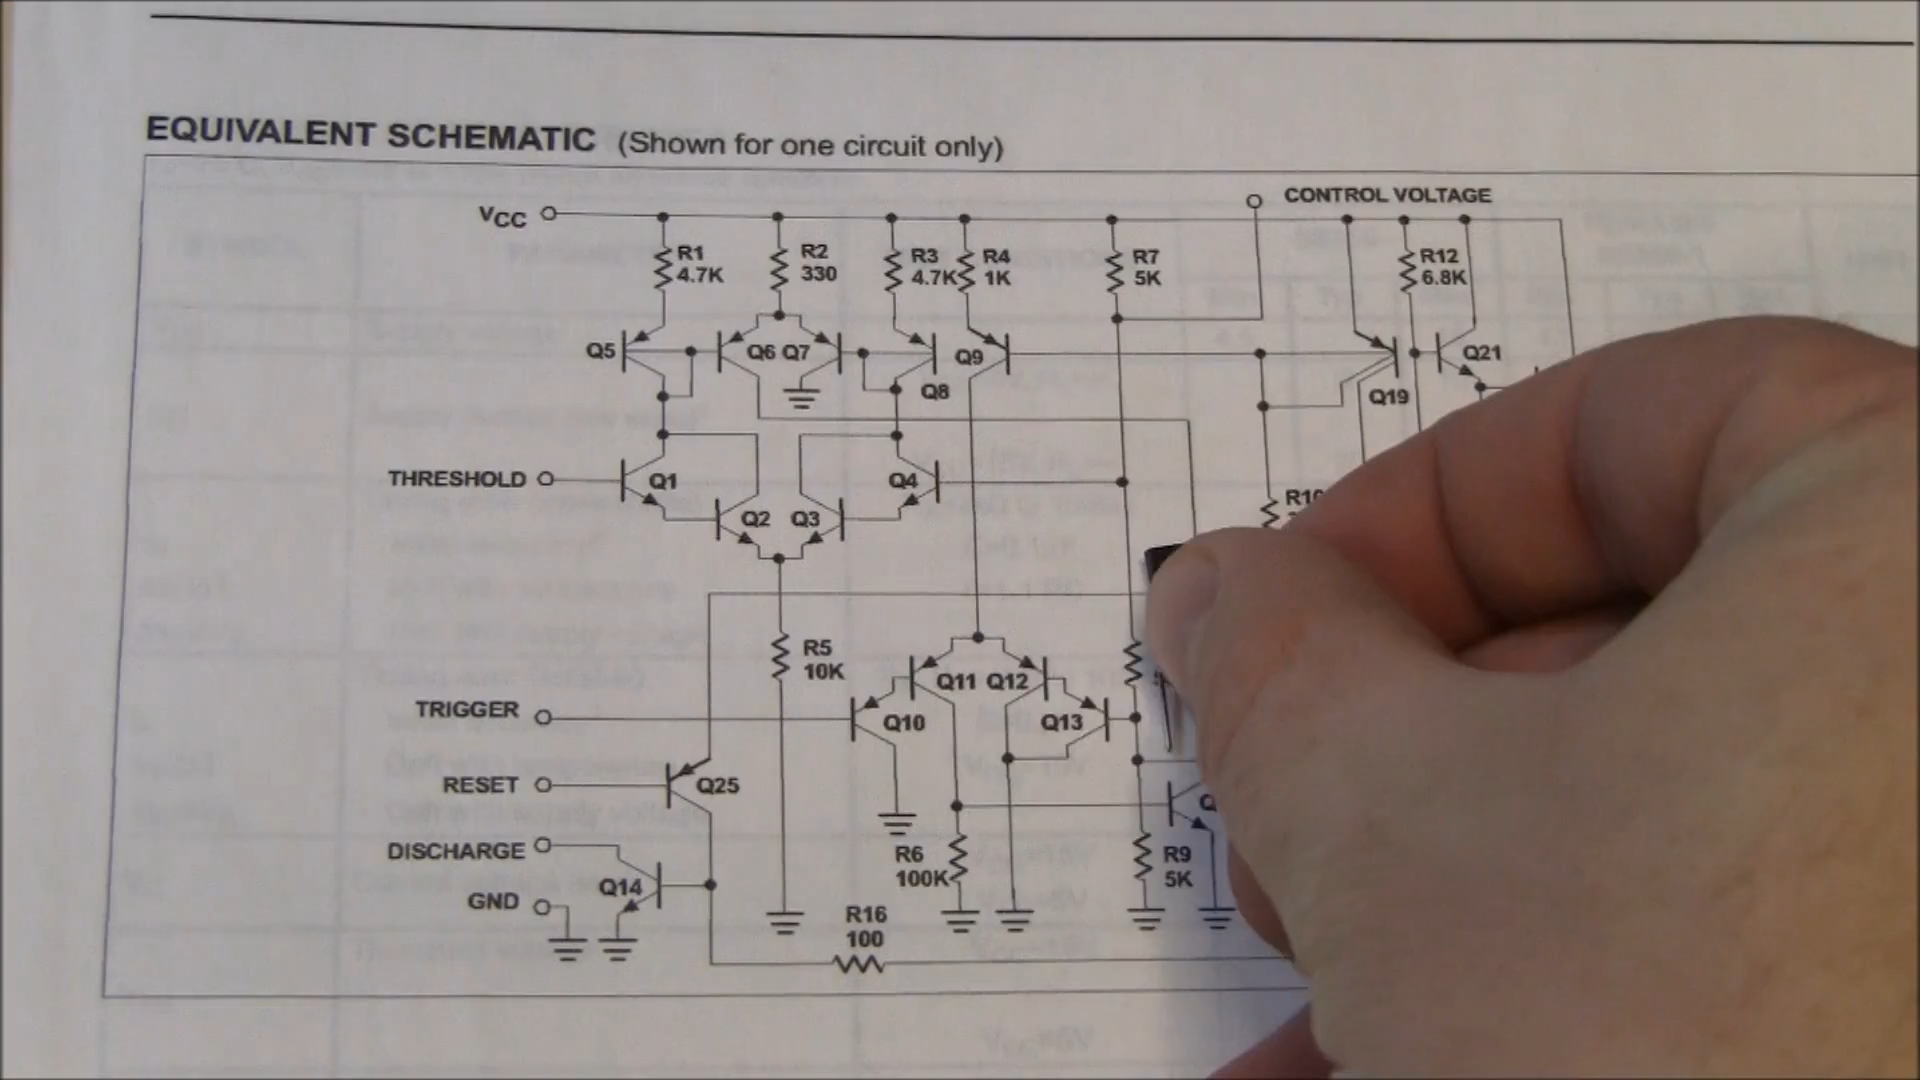 EQUIVALENT SCHEMATIC (Shown for one circuit only)
CONTROL VOLTAGE
VCC
R1
4.7K
R2
330
R3
4.7K
R4
1K
R7
5K
R12
6.8K
Q5
Q6 Q7
Q8
Q9
Q19
Q21
THRESHOLD
Q1
Q2
Q3
Q4
R5
10K
Q11 Q12
TRIGGER
Q10
Q13
RESET
Q25
DISCHARGE
Q14
GND
R6
100K
R9
5K
R16
100